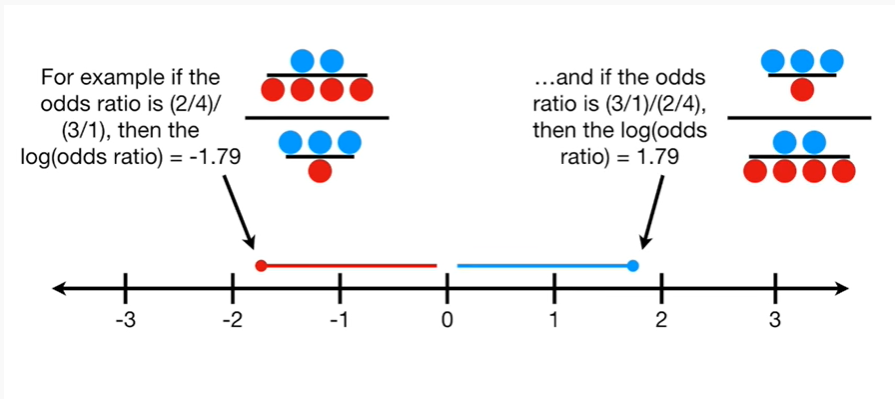 For example if the
odds ratio is (2/4)/
(3/1), then the
log(odds ratio) = -1.79
...and if the odds
ratio is (3/1)/(2/4),
then the log(odds
ratio) = 1.79
-3 -2 -1 0 1 2 3